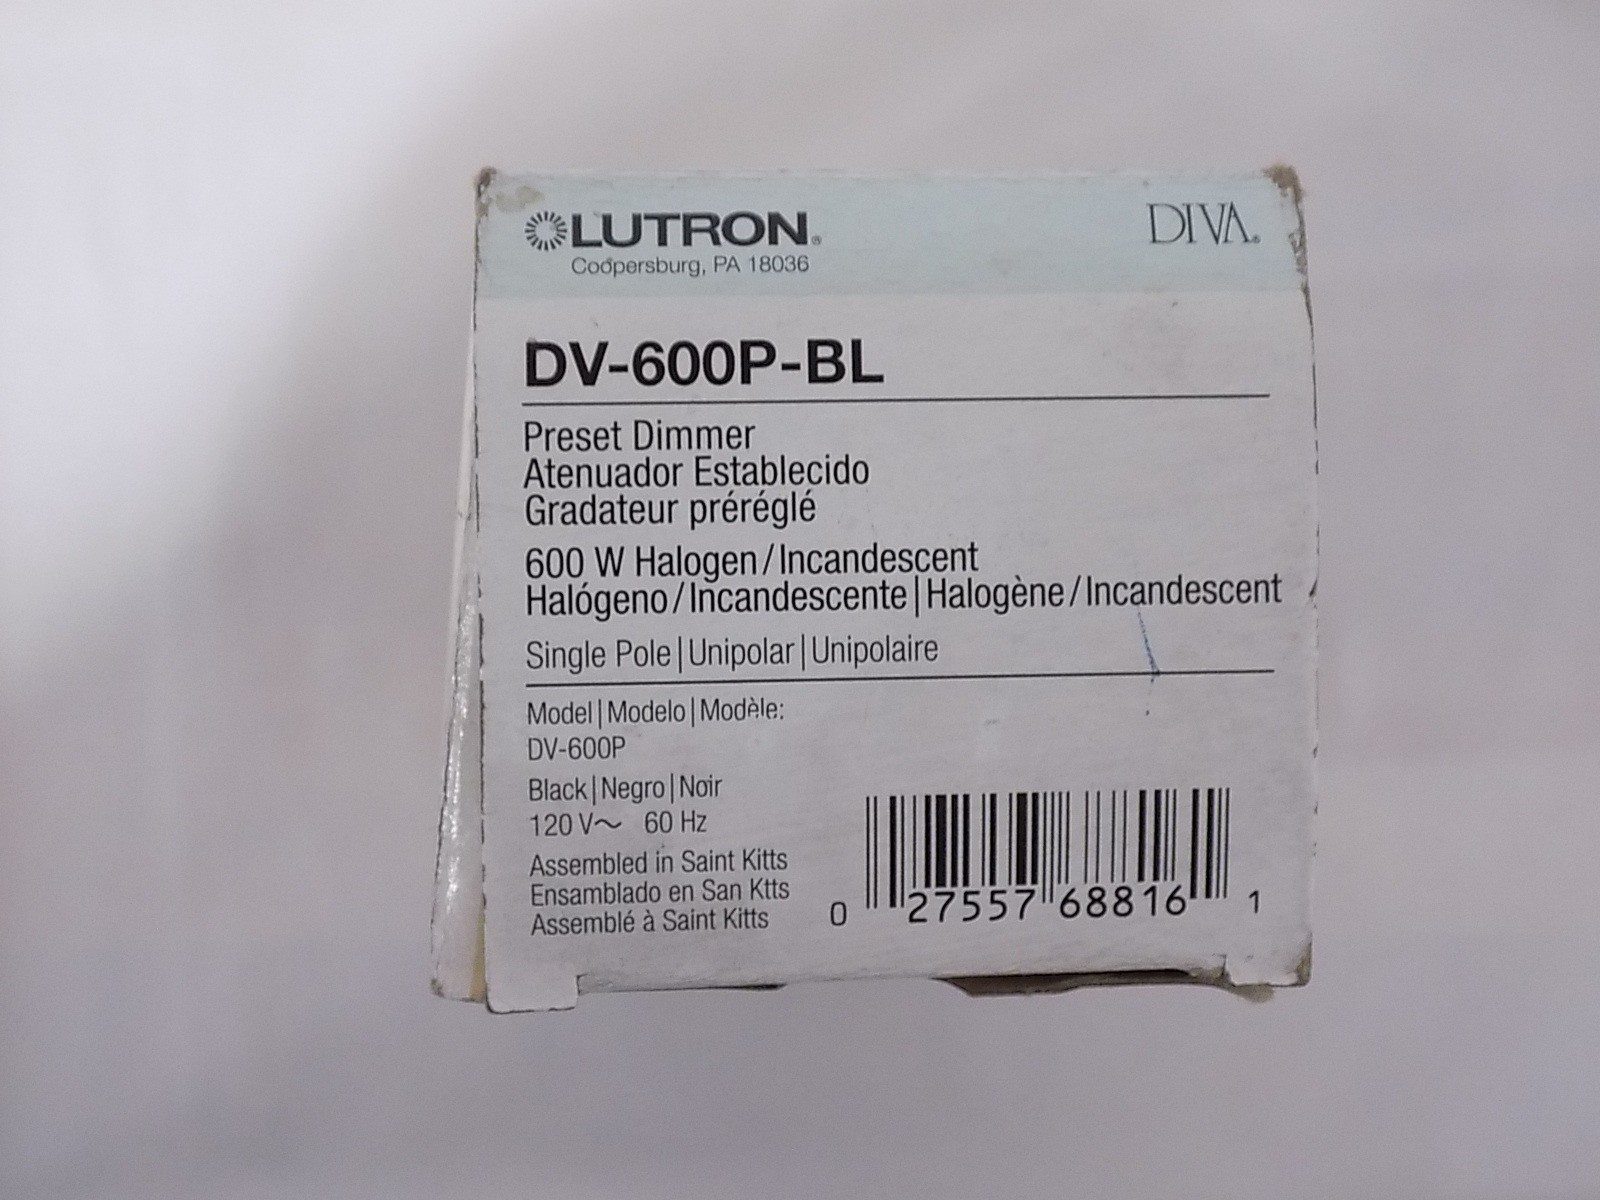 LUTRON®
Coopersburg, PA 18036
DIVA®
DV-600P-BL
Preset Dimmer
Atenuador Establecido
Gradateur préréglé
600 W Halogen/Incandescent
Halógeno/Incandescente|Halogène/Incandescent
Single Pole|Unipolar|Unipolaire
Model|Modelo|Modèle:
DV-600P
Black|Negro|Noir
120 V~ 60 Hz
Assembled in Saint Kitts
Ensamblado en San Ktts
Assemblé à Saint Kitts
0 27557 68816 1